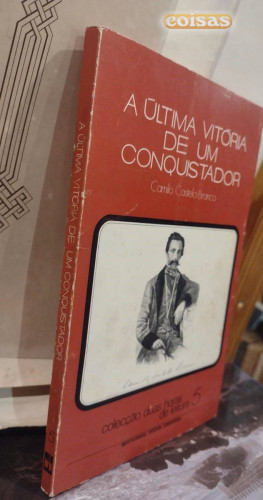 coisas
A ÚLTIMA VITÓRIA
DE UM
CONQUISTADOR
Camilo Castelo Branco
colecção duas horas
de leitura 5
A ÚLTIMA VITÓRIA DE UM CONQUISTADOR
5